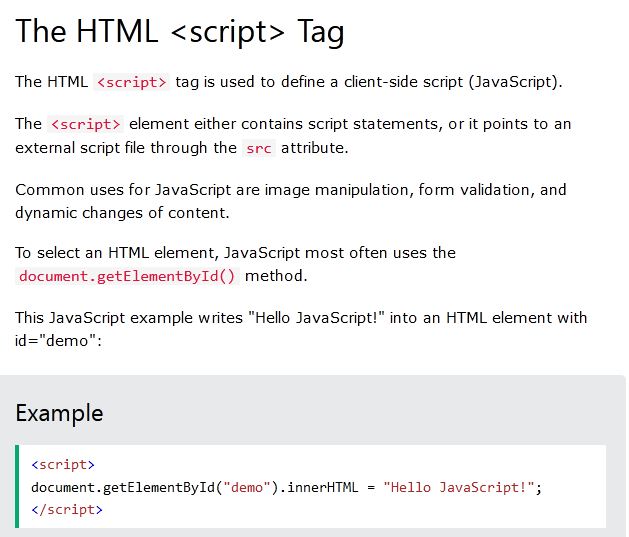 The HTML <script> Tag
The HTML <script> tag is used to define a client-side script (JavaScript).
The <script> element either contains script statements, or it points to an
external script file through the src attribute.
Common uses for JavaScript are image manipulation, form validation, and
dynamic changes of content.
To select an HTML element, JavaScript most often uses the
document.getElementById() method.
This JavaScript example writes "Hello JavaScript!" into an HTML element with
id="demo":
Example
<script>
document.getElementById("demo").innerHTML = "Hello JavaScript!";
</script>